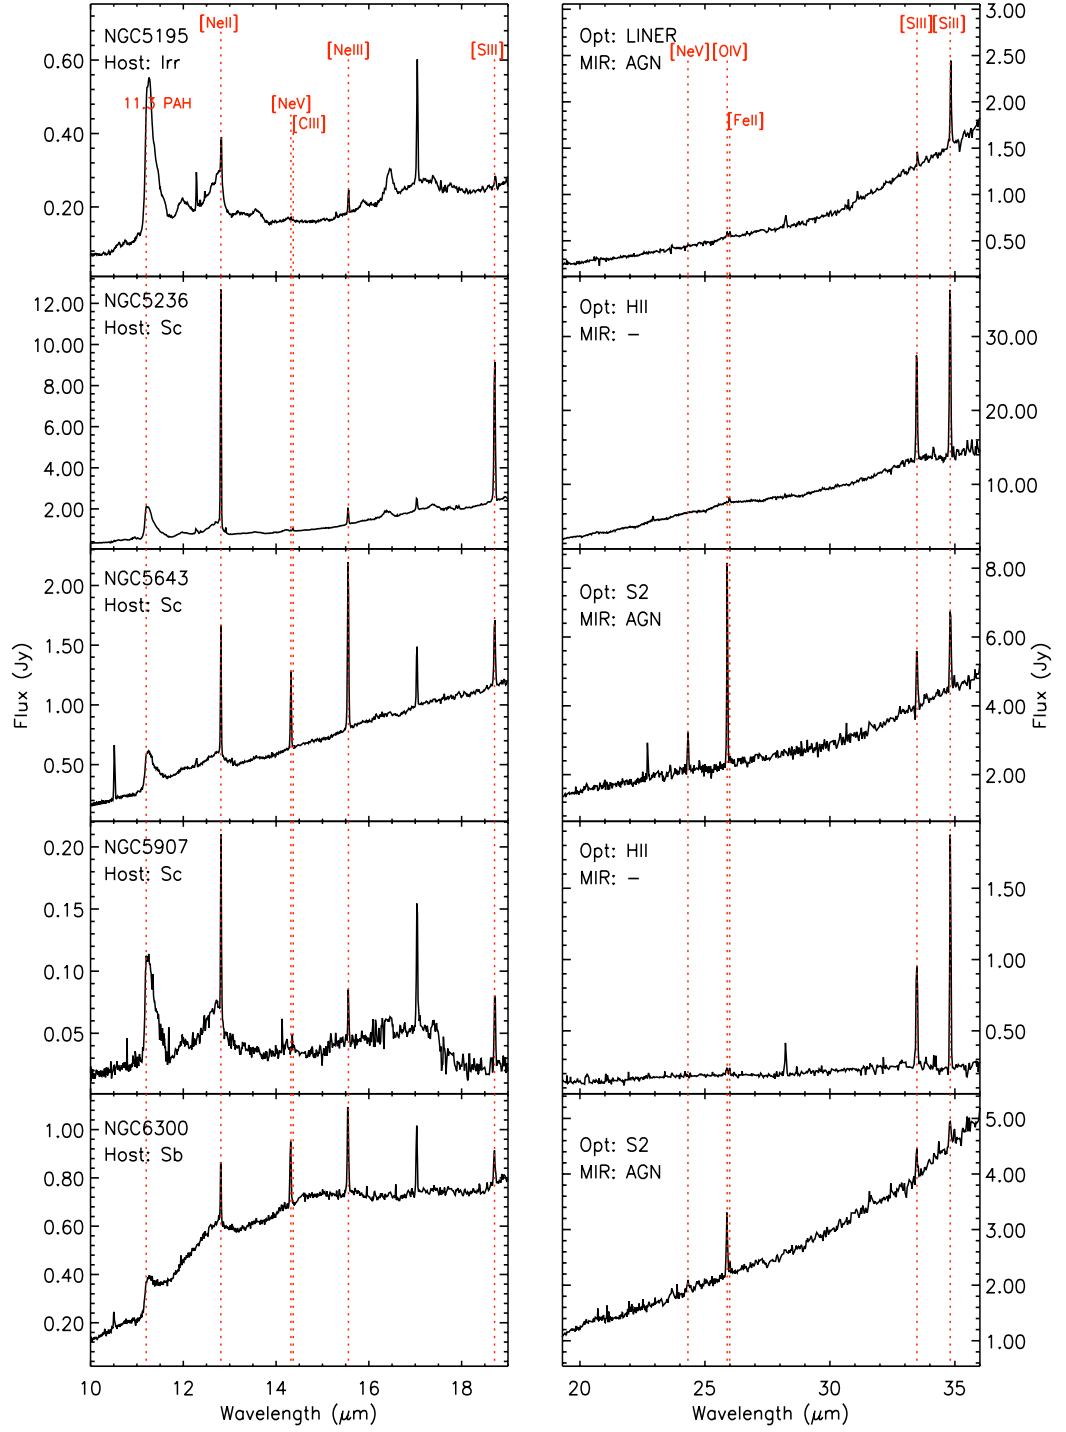 [NeII]
NGC5195
Host: Irr
[NeIII]
[SIII]
11.3 PAH
[NeV]
[CIII]
0.60
0.40
0.20
Opt: LINER
MIR: AGN
[NeV]
[OIV]
[FeII]
[SIII]
[SiII]
3.00
2.50
2.00
1.50
1.00
0.50
NGC5236
Host: Sc
12.00
10.00
8.00
6.00
4.00
2.00
Opt: HII
MIR: –
30.00
20.00
10.00
NGC5643
Host: Sc
2.00
1.50
1.00
0.50
Flux (Jy)
Opt: S2
MIR: AGN
8.00
6.00
4.00
2.00
Flux (Jy)
NGC5907
Host: Sc
0.20
0.15
0.10
0.05
Opt: HII
MIR: –
1.50
1.00
0.50
NGC6300
Host: Sb
1.00
0.80
0.60
0.40
0.20
Opt: S2
MIR: AGN
5.00
4.00
3.00
2.00
1.00
10 12 14 16 18
Wavelength (μm)
20 25 30 35
Wavelength (μm)